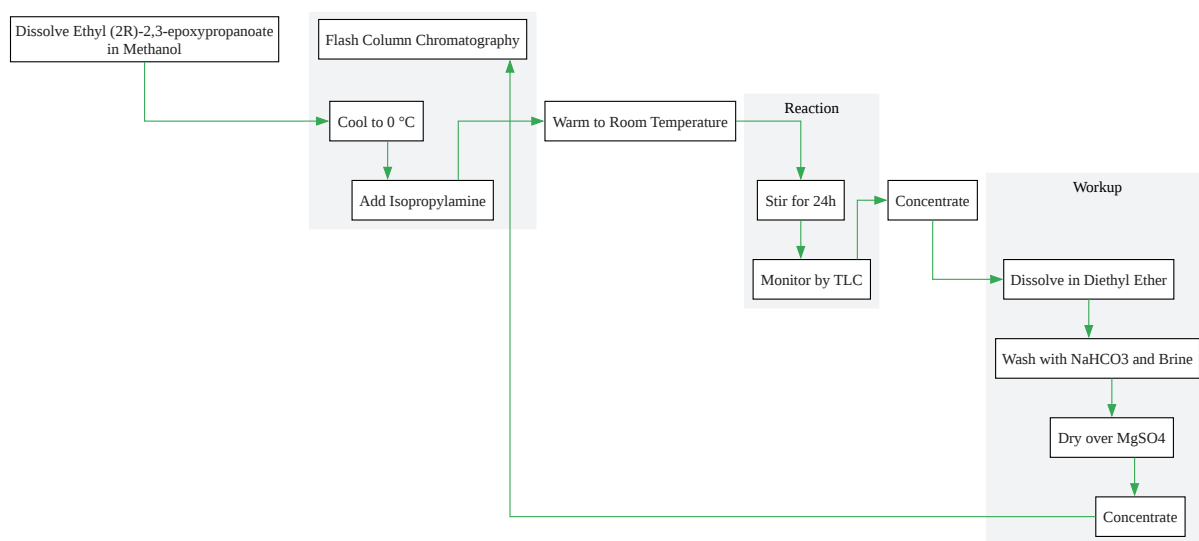 Dissolve Ethyl (2R)-2,3-epoxypropanoate
in Methanol
Flash Column Chromatography
Cool to 0 °C
Add Isopropylamine
Warm to Room Temperature
Reaction
Stir for 24h
Monitor by TLC
Concentrate
Workup
Dissolve in Diethyl Ether
Wash with NaHCO3 and Brine
Dry over MgSO4
Concentrate